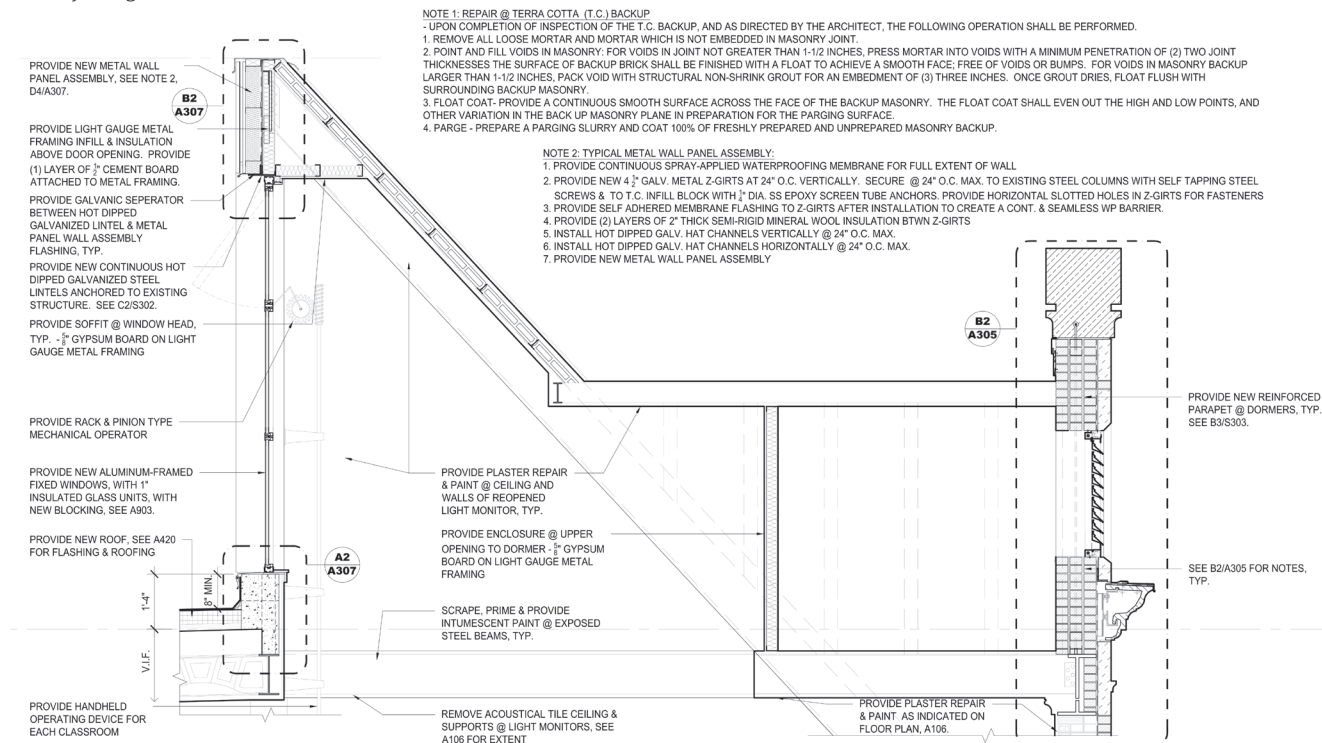 NOTE 1: REPAIR @ TERRA COTTA (T.C.) BACKUP
- UPON COMPLETION OF INSPECTION OF THE T.C. BACKUP, AND AS DIRECTED BY THE ARCHITECT, THE FOLLOWING OPERATION SHALL BE PERFORMED.
1. REMOVE ALL LOOSE MORTAR AND MORTAR WHICH IS NOT EMBEDDED IN MASONRY JOINT.
2. POINT AND FILL VOIDS IN MASONRY: FOR VOIDS IN JOINT NOT GREATER THAN 1-1/2 INCHES, PRESS MORTAR INTO VOIDS WITH A MINIMUM PENETRATION OF (2) TWO JOINT
THICKNESSES THE SURFACE OF BACKUP BRICK SHALL BE FINISHED WITH A FLOAT TO ACHIEVE A SMOOTH FACE; FREE OF VOIDS OR BUMPS. FOR VOIDS IN MASONRY BACKUP
LARGER THAN 1-1/2 INCHES, PACK VOID WITH STRUCTURAL NON-SHRINK GROUT FOR AN EMBEDMENT OF (3) THREE INCHES. ONCE GROUT DRIES, FLOAT FLUSH WITH
SURROUNDING BACKUP MASONRY.
3. FLOAT COAT- PROVIDE A CONTINUOUS SMOOTH SURFACE ACROSS THE FACE OF THE BACKUP MASONRY. THE FLOAT COAT SHALL EVEN OUT THE HIGH AND LOW POINTS, AND
OTHER VARIATION IN THE BACK UP MASONRY PLANE IN PREPARATION FOR THE PARGING SURFACE.
4. PARGE - PREPARE A PARGING SLURRY AND COAT 100% OF FRESHLY PREPARED AND UNPREPARED MASONRY BACKUP.
NOTE 2: TYPICAL METAL WALL PANEL ASSEMBLY:
1. PROVIDE CONTINUOUS SPRAY-APPLIED WATERPROOFING MEMBRANE FOR FULL EXTENT OF WALL
2. PROVIDE NEW 4 1/2" GALV. METAL Z-GIRTS AT 24" O.C. VERTICALLY. SECURE @ 24" O.C. MAX. TO EXISTING STEEL COLUMNS WITH SELF TAPPING STEEL
SCREWS & TO T.C. INFILL BLOCK WITH 1/4" DIA. SS EPOXY SCREEN TUBE ANCHORS. PROVIDE HORIZONTAL SLOTTED HOLES IN Z-GIRTS FOR FASTENERS
3. PROVIDE SELF ADHERED MEMBRANE FLASHING TO Z-GIRTS AFTER INSTALLATION TO CREATE A CONT. & SEAMLESS WP BARRIER.
4. PROVIDE (2) LAYERS OF 2" THICK SEMI-RIGID MINERAL WOOL INSULATION BTWN Z-GIRTS
5. INSTALL HOT DIPPED GALV. HAT CHANNELS VERTICALLY @ 24" O.C. MAX.
6. INSTALL HOT DIPPED GALV. HAT CHANNELS HORIZONTALLY @ 24" O.C. MAX.
7. PROVIDE NEW METAL WALL PANEL ASSEMBLY
PROVIDE NEW METAL WALL
PANEL ASSEMBLY, SEE NOTE 2,
D4/A307.
B2
A307
PROVIDE LIGHT GAUGE METAL
FRAMING INFILL & INSULATION
ABOVE DOOR OPENING. PROVIDE
(1) LAYER OF 1/2" CEMENT BOARD
ATTACHED TO METAL FRAMING.
PROVIDE GALVANIC SEPERATOR
BETWEEN HOT DIPPED
GALVANIZED LINTEL & METAL
PANEL WALL ASSEMBLY
FLASHING, TYP.
PROVIDE NEW CONTINUOUS HOT
DIPPED GALVANIZED STEEL
LINTELS ANCHORED TO EXISTING
STRUCTURE. SEE C2/S302.
PROVIDE SOFFIT @ WINDOW HEAD,
TYP. - 5/8" GYPSUM BOARD ON LIGHT
GAUGE METAL FRAMING
PROVIDE RACK & PINION TYPE
MECHANICAL OPERATOR
PROVIDE NEW ALUMINUM-FRAMED
FIXED WINDOWS, WITH 1"
INSULATED GLASS UNITS, WITH
NEW BLOCKING, SEE A903.
PROVIDE NEW ROOF, SEE A420
FOR FLASHING & ROOFING
1'-4"
8" MIN.
V.I.F.
A2
A307
PROVIDE HANDHELD
OPERATING DEVICE FOR
EACH CLASSROOM
PROVIDE PLASTER REPAIR
& PAINT @ CEILING AND
WALLS OF REOPENED
LIGHT MONITOR, TYP.
PROVIDE ENCLOSURE @ UPPER
OPENING TO DORMER - 5/8" GYPSUM
BOARD ON LIGHT GAUGE METAL
FRAMING
SCRAPE, PRIME & PROVIDE
INTUMESCENT PAINT @ EXPOSED
STEEL BEAMS, TYP.
REMOVE ACOUSTICAL TILE CEILING &
SUPPORTS @ LIGHT MONITORS, SEE
A106 FOR EXTENT
B2
A305
PROVIDE NEW REINFORCED
PARAPET @ DORMERS, TYP.
SEE B3/S303.
SEE B2/A305 FOR NOTES,
TYP.
PROVIDE PLASTER REPAIR
& PAINT AS INDICATED ON
FLOOR PLAN, A106.